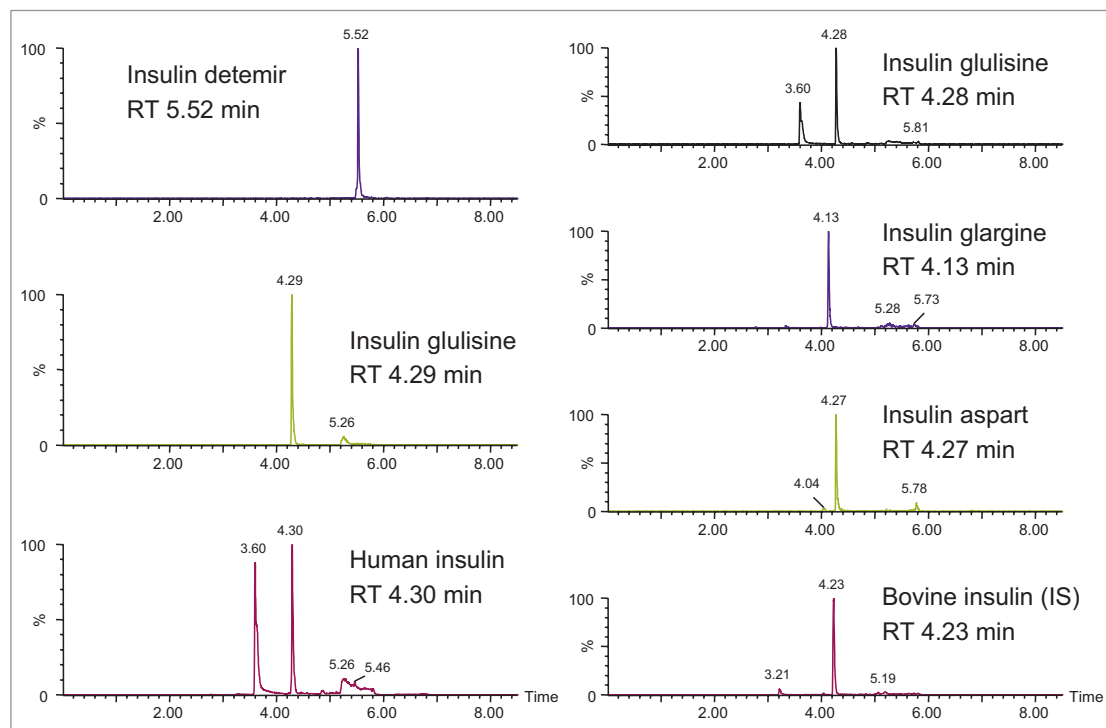 5.52
100
Insulin detemir
RT 5.52 min
%
0
2.00 4.00 6.00 8.00
4.29
100
Insulin glulisine
RT 4.29 min
%
5.26
0
2.00 4.00 6.00 8.00
4.30
100
3.60
Human insulin
RT 4.30 min
%
5.26
5.46
0
2.00 4.00 6.00 8.00
Time
4.28
100
Insulin glulisine
RT 4.28 min
3.60
%
5.81
0
2.00 4.00 6.00 8.00
4.13
100
Insulin glargine
RT 4.13 min
%
5.28
5.73
0
2.00 4.00 6.00 8.00
4.27
100
Insulin aspart
RT 4.27 min
%
4.04
5.78
0
2.00 4.00 6.00 8.00
4.23
100
Bovine insulin (IS)
RT 4.23 min
%
3.21
5.19
0
2.00 4.00 6.00 8.00
Time